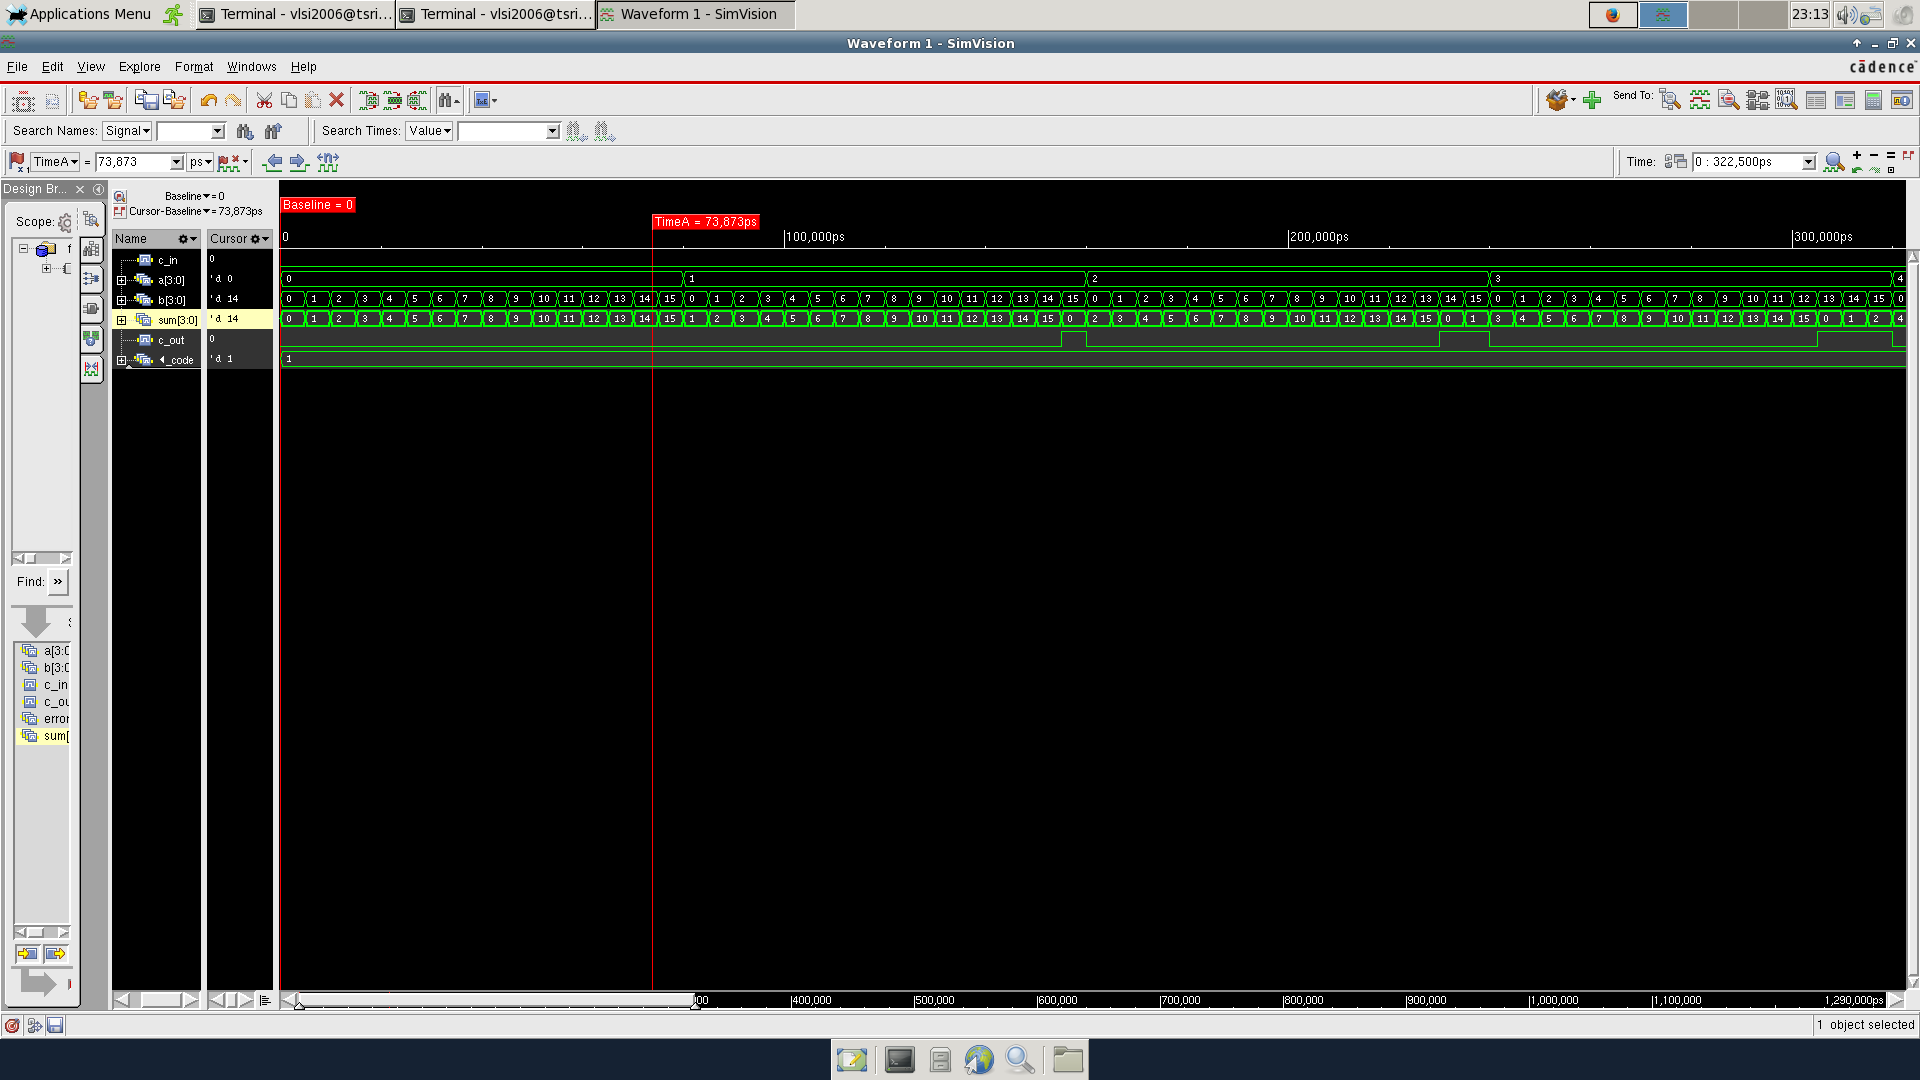 Applications Menu Terminal - vlsi2006@tsri... Terminal - vlsi2006@tsri... Waveform 1 - SimVision 23:13
Waveform 1 - SimVision
File Edit View Explore Format Windows Help
cādence
Send To:
Search Names: Signal Search Times: Value
TimeA = 73,873 ps Time: 0 : 322,500ps
Design Br...
Baseline = 0
Cursor-Baseline = 73,873ps
Scope:
Baseline = 0
TimeA = 73,873ps
Name Cursor
0 100,000ps 200,000ps 300,000ps
c_in 0
a[3:0] 'd 0 0 1 2 3 4
b[3:0] 'd 14 0 1 2 3 4 5 6 7 8 9 10 11 12 13 14 15 0 1 2 3 4 5 6 7 8 9 10 11 12 13 14 15 0 1 2 3 4 5 6 7 8 9 10 11 12 13 14 15 0 1 2 3 4 5 6 7 8 9 10 11 12 13 14 15 0
sum[3:0] 'd 14 0 1 2 3 4 5 6 7 8 9 10 11 12 13 14 15 1 2 3 4 5 6 7 8 9 10 11 12 13 14 15 0 2 3 4 5 6 7 8 9 10 11 12 13 14 15 0 1 3 4 5 6 7 8 9 10 11 12 13 14 15 0 1 2 4
c_out 0
_code 'd 1 1
Find: »
a[3:0
b[3:0
c_in
c_ou
error
sum[
00 400,000 500,000 600,000 700,000 800,000 900,000 1,000,000 1,100,000 1,290,000ps
1 object selected